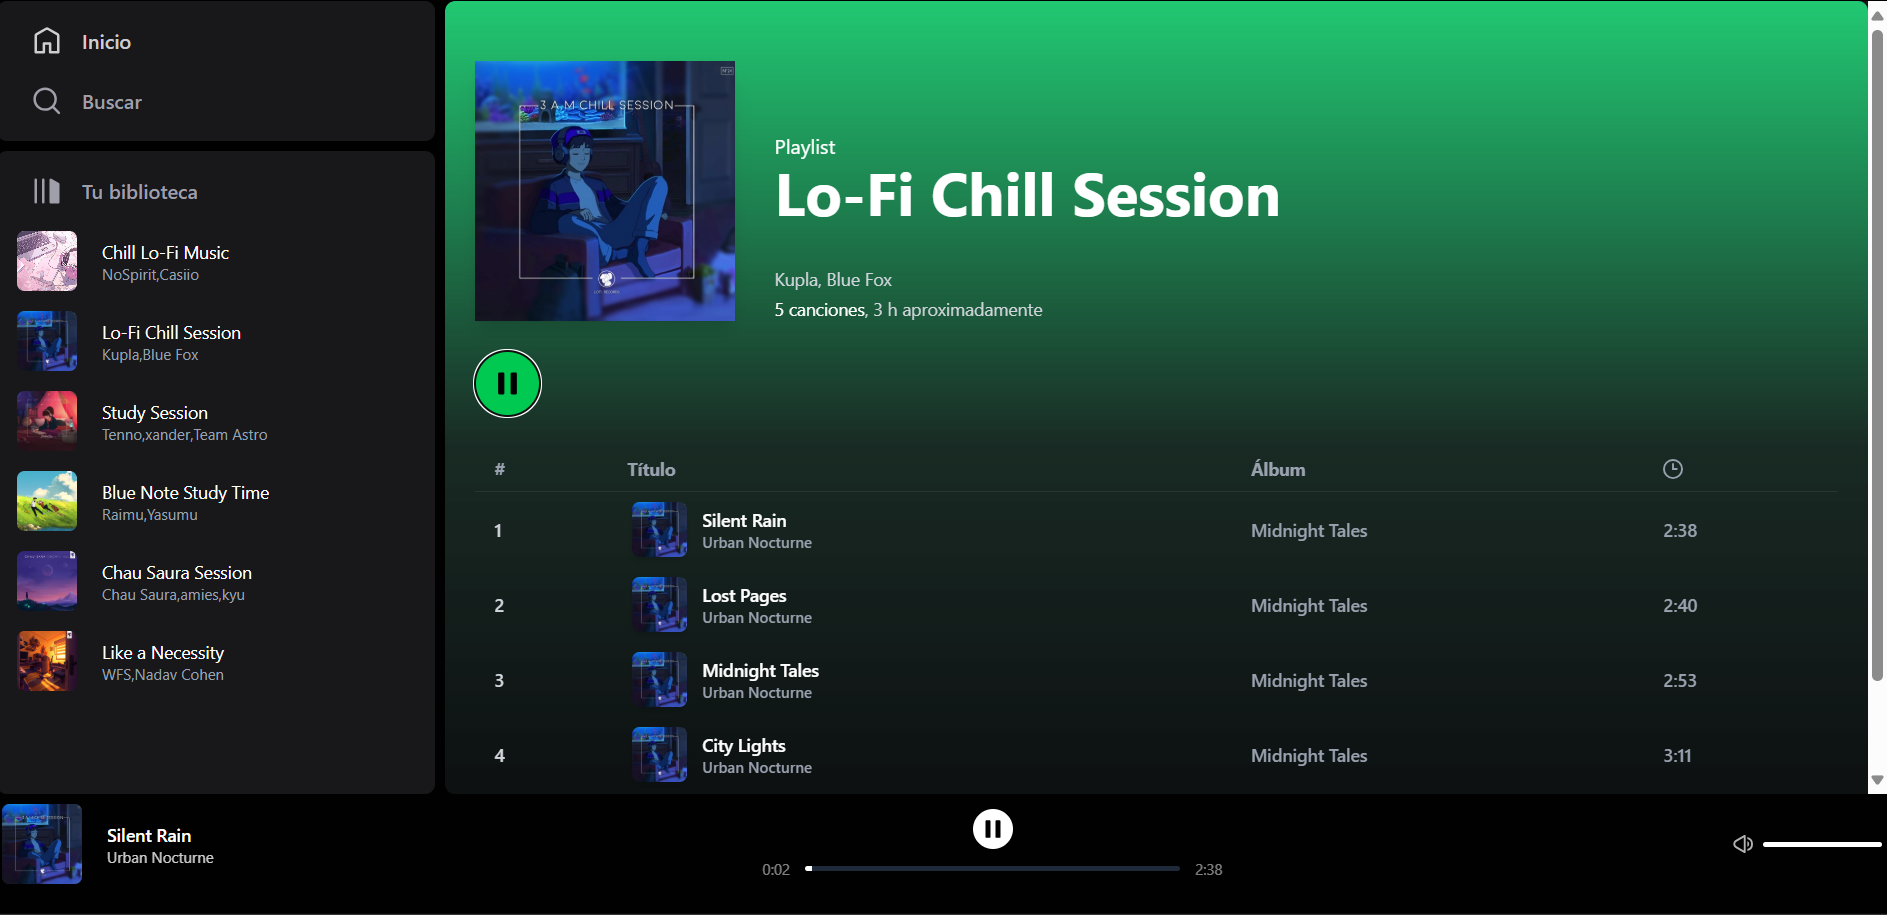 Inicio
Buscar
Tu biblioteca
Chill Lo-Fi Music
NoSpirit,Casiio
Lo-Fi Chill Session
Kupla,Blue Fox
Study Session
Tenno,xander,Team Astro
Blue Note Study Time
Raimu,Yasumu
Chau Saura Session
Chau Saura,amies,kyu
Like a Necessity
WFS,Nadav Cohen
3 A.M CHILL SESSION
Playlist
Lo-Fi Chill Session
Kupla, Blue Fox
5 canciones, 3 h aproximadamente
# Título Álbum
1 Silent Rain Midnight Tales 2:38
Urban Nocturne
2 Lost Pages Midnight Tales 2:40
Urban Nocturne
3 Midnight Tales Midnight Tales 2:53
Urban Nocturne
4 City Lights Midnight Tales 3:11
Urban Nocturne
Silent Rain
Urban Nocturne
0:02 2:38